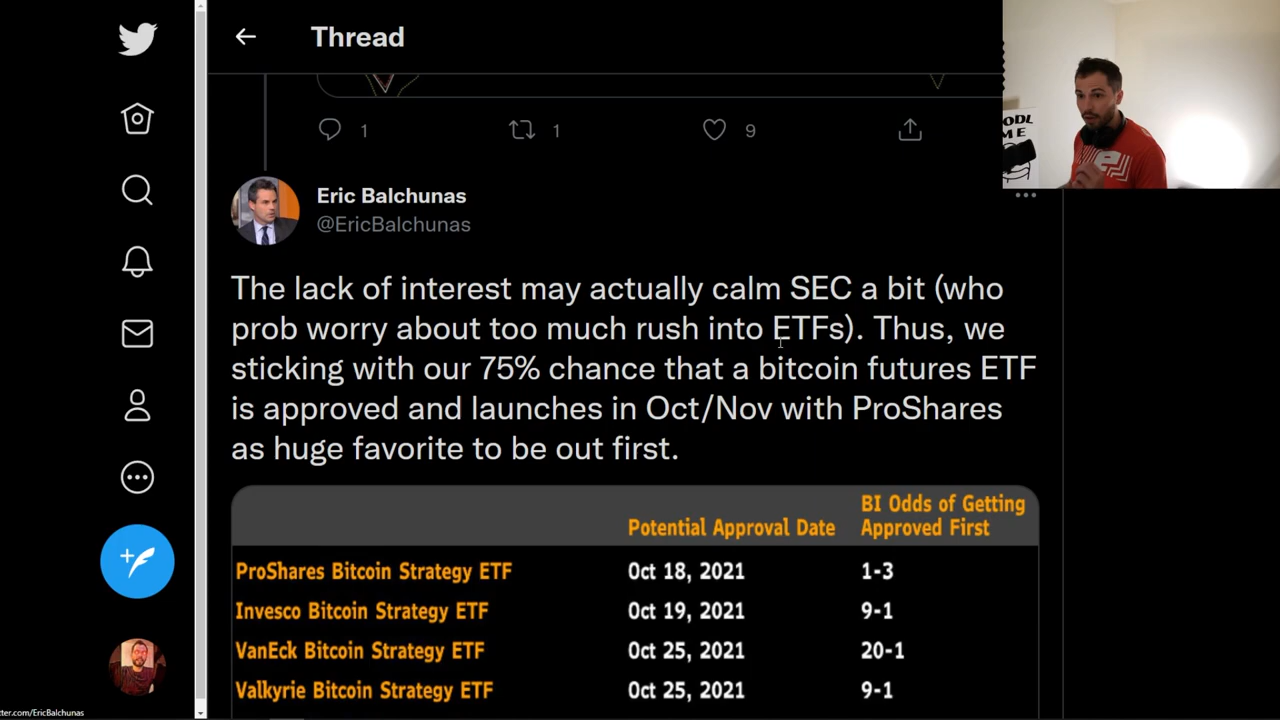 Thread
1
1
9
Eric Balchunas
@EricBalchunas
The lack of interest may actually calm SEC a bit (who
prob worry about too much rush into ETFs). Thus, we
sticking with our 75% chance that a bitcoin futures ETF
is approved and launches in Oct/Nov with ProShares
as huge favorite to be out first.
Potential Approval Date
BI Odds of Getting
Approved First
ProShares Bitcoin Strategy ETF Oct 18, 2021 1-3
Invesco Bitcoin Strategy ETF Oct 19, 2021 9-1
VanEck Bitcoin Strategy ETF Oct 25, 2021 20-1
Valkyrie Bitcoin Strategy ETF Oct 25, 2021 9-1
tter.com/EricBalchunas
ODL
ME